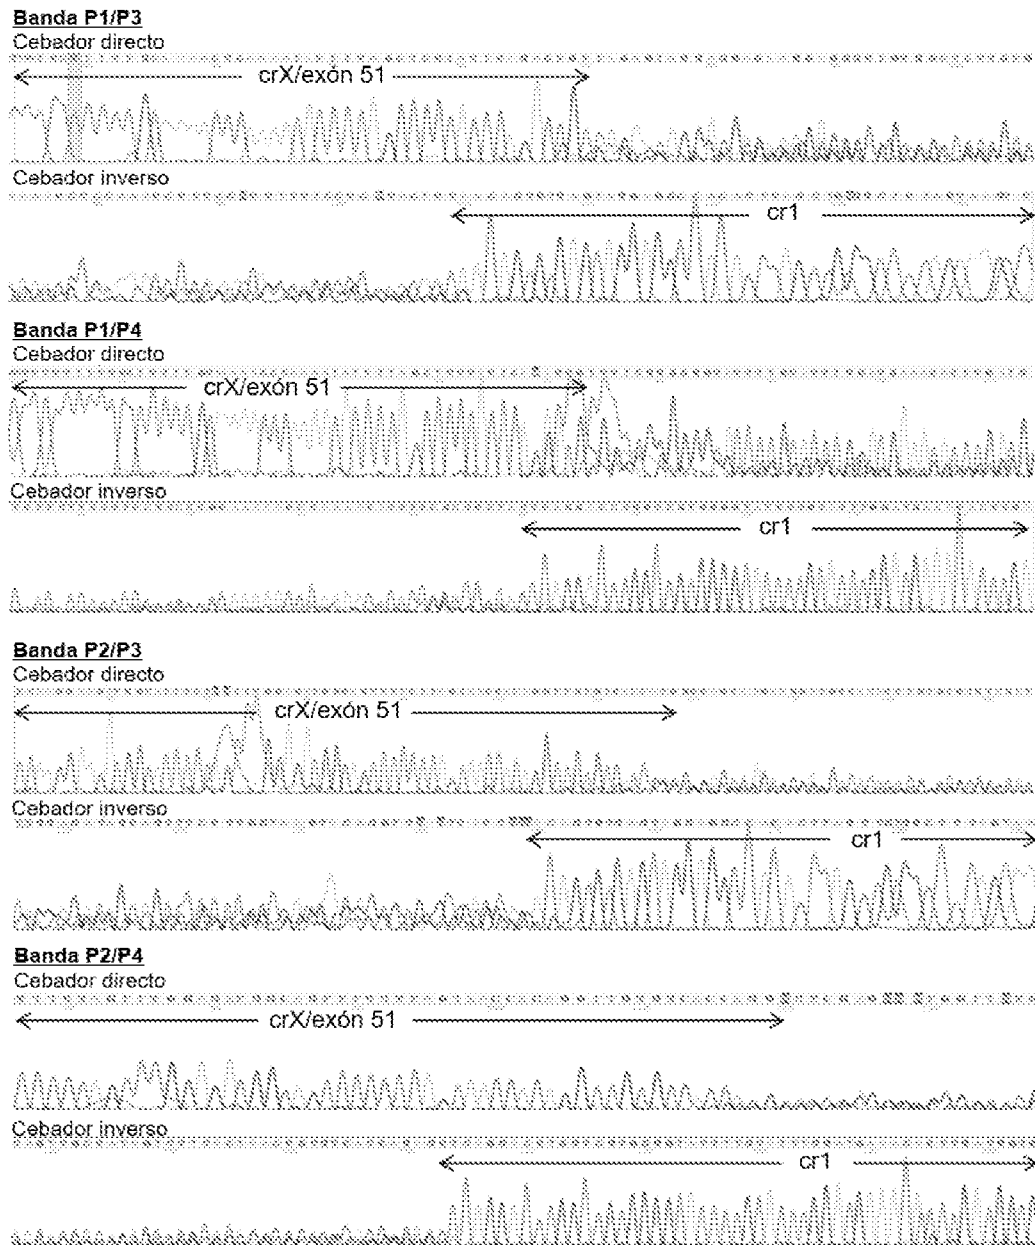 Banda P1/P3
Cebador directo
crX/exón 51
Cebador inverso
cr1
Banda P1/P4
Cebador directo
crX/exón 51
Cebador inverso
cr1
Banda P2/P3
Cebador directo
crX/exón 51
Cebador inverso
cr1
Banda P2/P4
Cebador directo
crX/exón 51
Cebador inverso
cr1